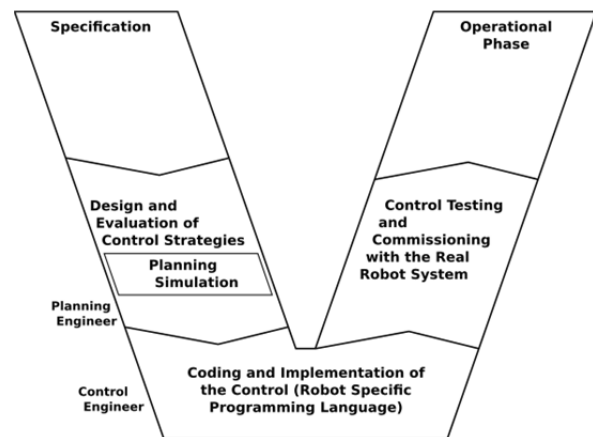 Specification
Operational
Phase
Design and
Evaluation of
Control Strategies
Planning
Simulation
Planning
Engineer
Control Testing
and
Commissioning
with the Real
Robot System
Coding and Implementation of
the Control (Robot Specific
Programming Language)
Control
Engineer